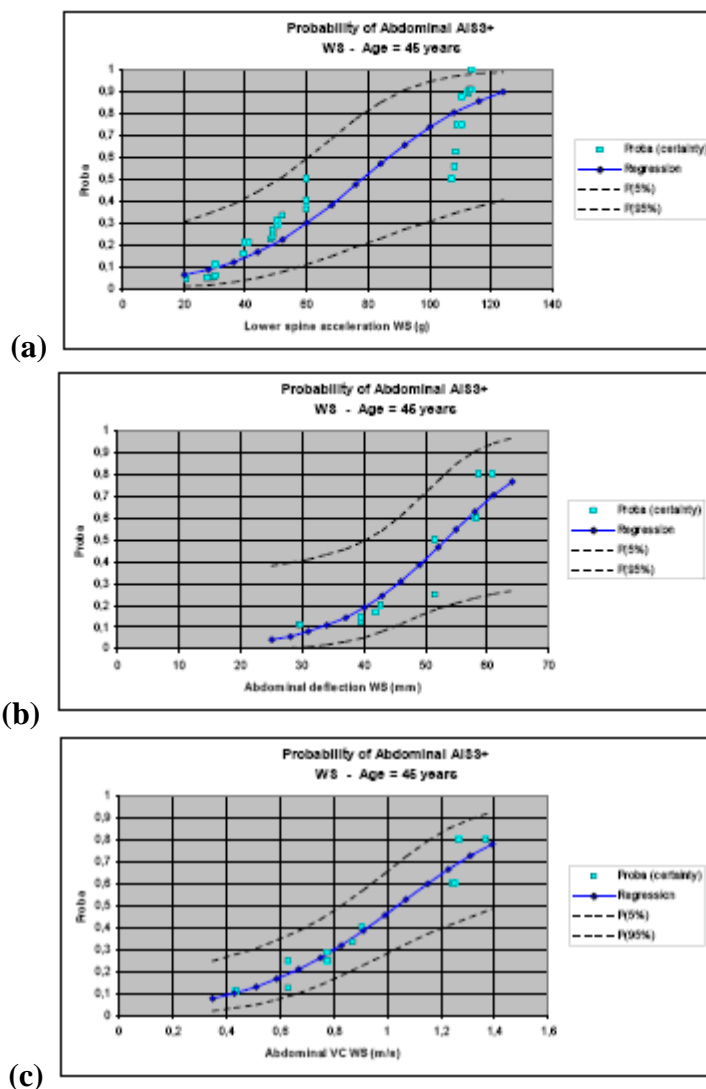 Probability of Abdominal AIS3+
WS - Age = 45 years
1
0,9
0,8
0,7
0,6
0,5
0,4
0,3
0,2
0,1
0
Proba
0 20 40 60 80 100 120 140
Lower spine acceleration WS (g)
Proba (certainty)
Regression
P(5%)
P(95%)
(a)
Probability of Abdominal AIS3+
WS - Age = 45 years
1
0,9
0,8
0,7
0,6
0,5
0,4
0,3
0,2
0,1
0
Proba
0 10 20 30 40 50 60 70
Abdominal deflection WS (mm)
Proba (certainty)
Regression
P(5%)
P(95%)
(b)
Probability of Abdominal AIS3+
WS - Age = 45 years
1
0,9
0,8
0,7
0,6
0,5
0,4
0,3
0,2
0,1
0
Proba
0 0,2 0,4 0,6 0,8 1 1,2 1,4 1,6
Abdominal VC WS (m/s)
Proba (certainty)
Regression
P(5%)
P(95%)
(c)